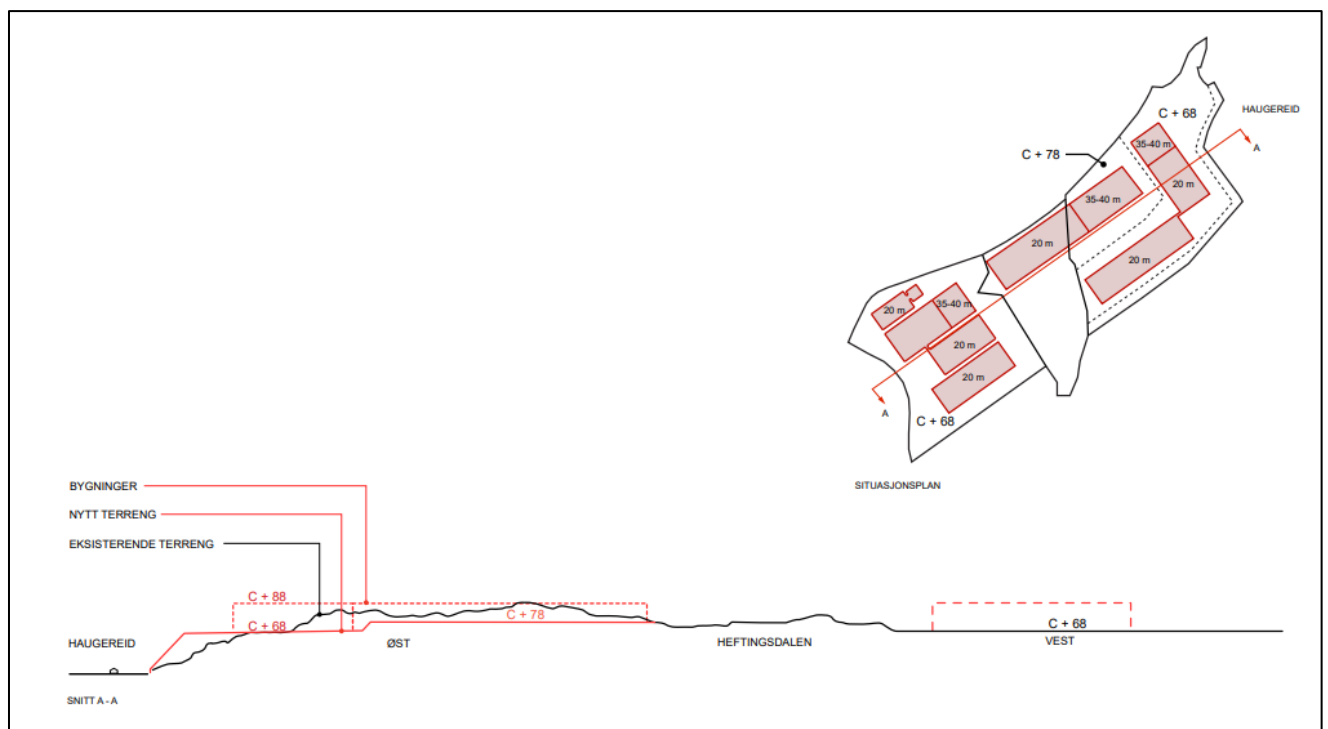 C + 68
HAUGEREID
35-40 m
A
C + 78
20 m
35-40 m
20 m
20 m
20 m
35-40 m
20 m
20 m
A
C + 68
SITUASJONSPLAN
BYGNINGER
NYTT TERRENG
EKSISTERENDE TERRENG
C + 88
C + 78
C + 68
C + 68
HAUGEREID
ØST
HEFTINGSDALEN
VEST
SNITT A - A